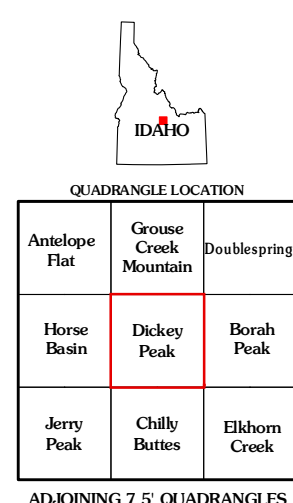 IDAHO
QUADRANGLE LOCATION
Antelope
Flat
Grouse
Creek
Mountain
Doublespring
Horse
Basin
Dickey
Peak
Borah
Peak
Jerry
Peak
Chilly
Buttes
Elkhorn
Creek
ADJOINING 7.5' QUADRANGLES